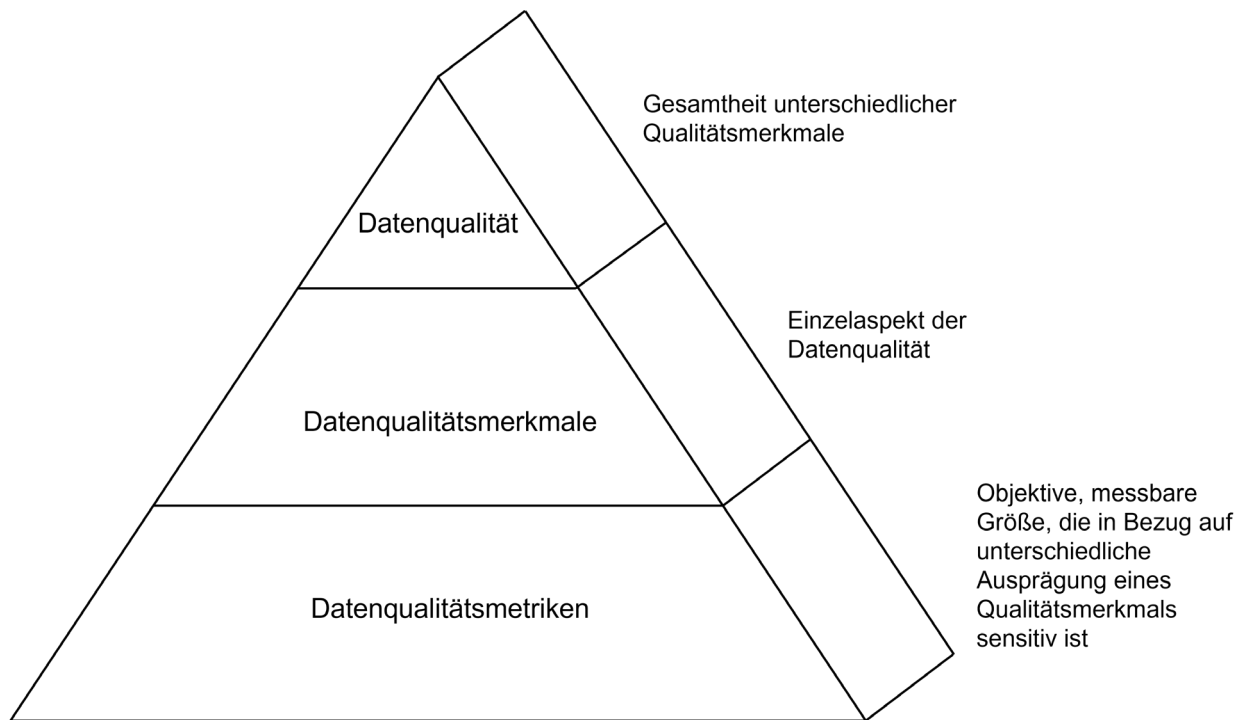 Gesamtheit unterschiedlicher
Qualitätsmerkmale
Datenqualität
Einzelaspekt der
Datenqualität
Datenqualitätsmerkmale
Objektive, messbare
Größe, die in Bezug auf
unterschiedliche
Ausprägung eines
Qualitätsmerkmals
sensitiv ist
Datenqualitätsmetriken